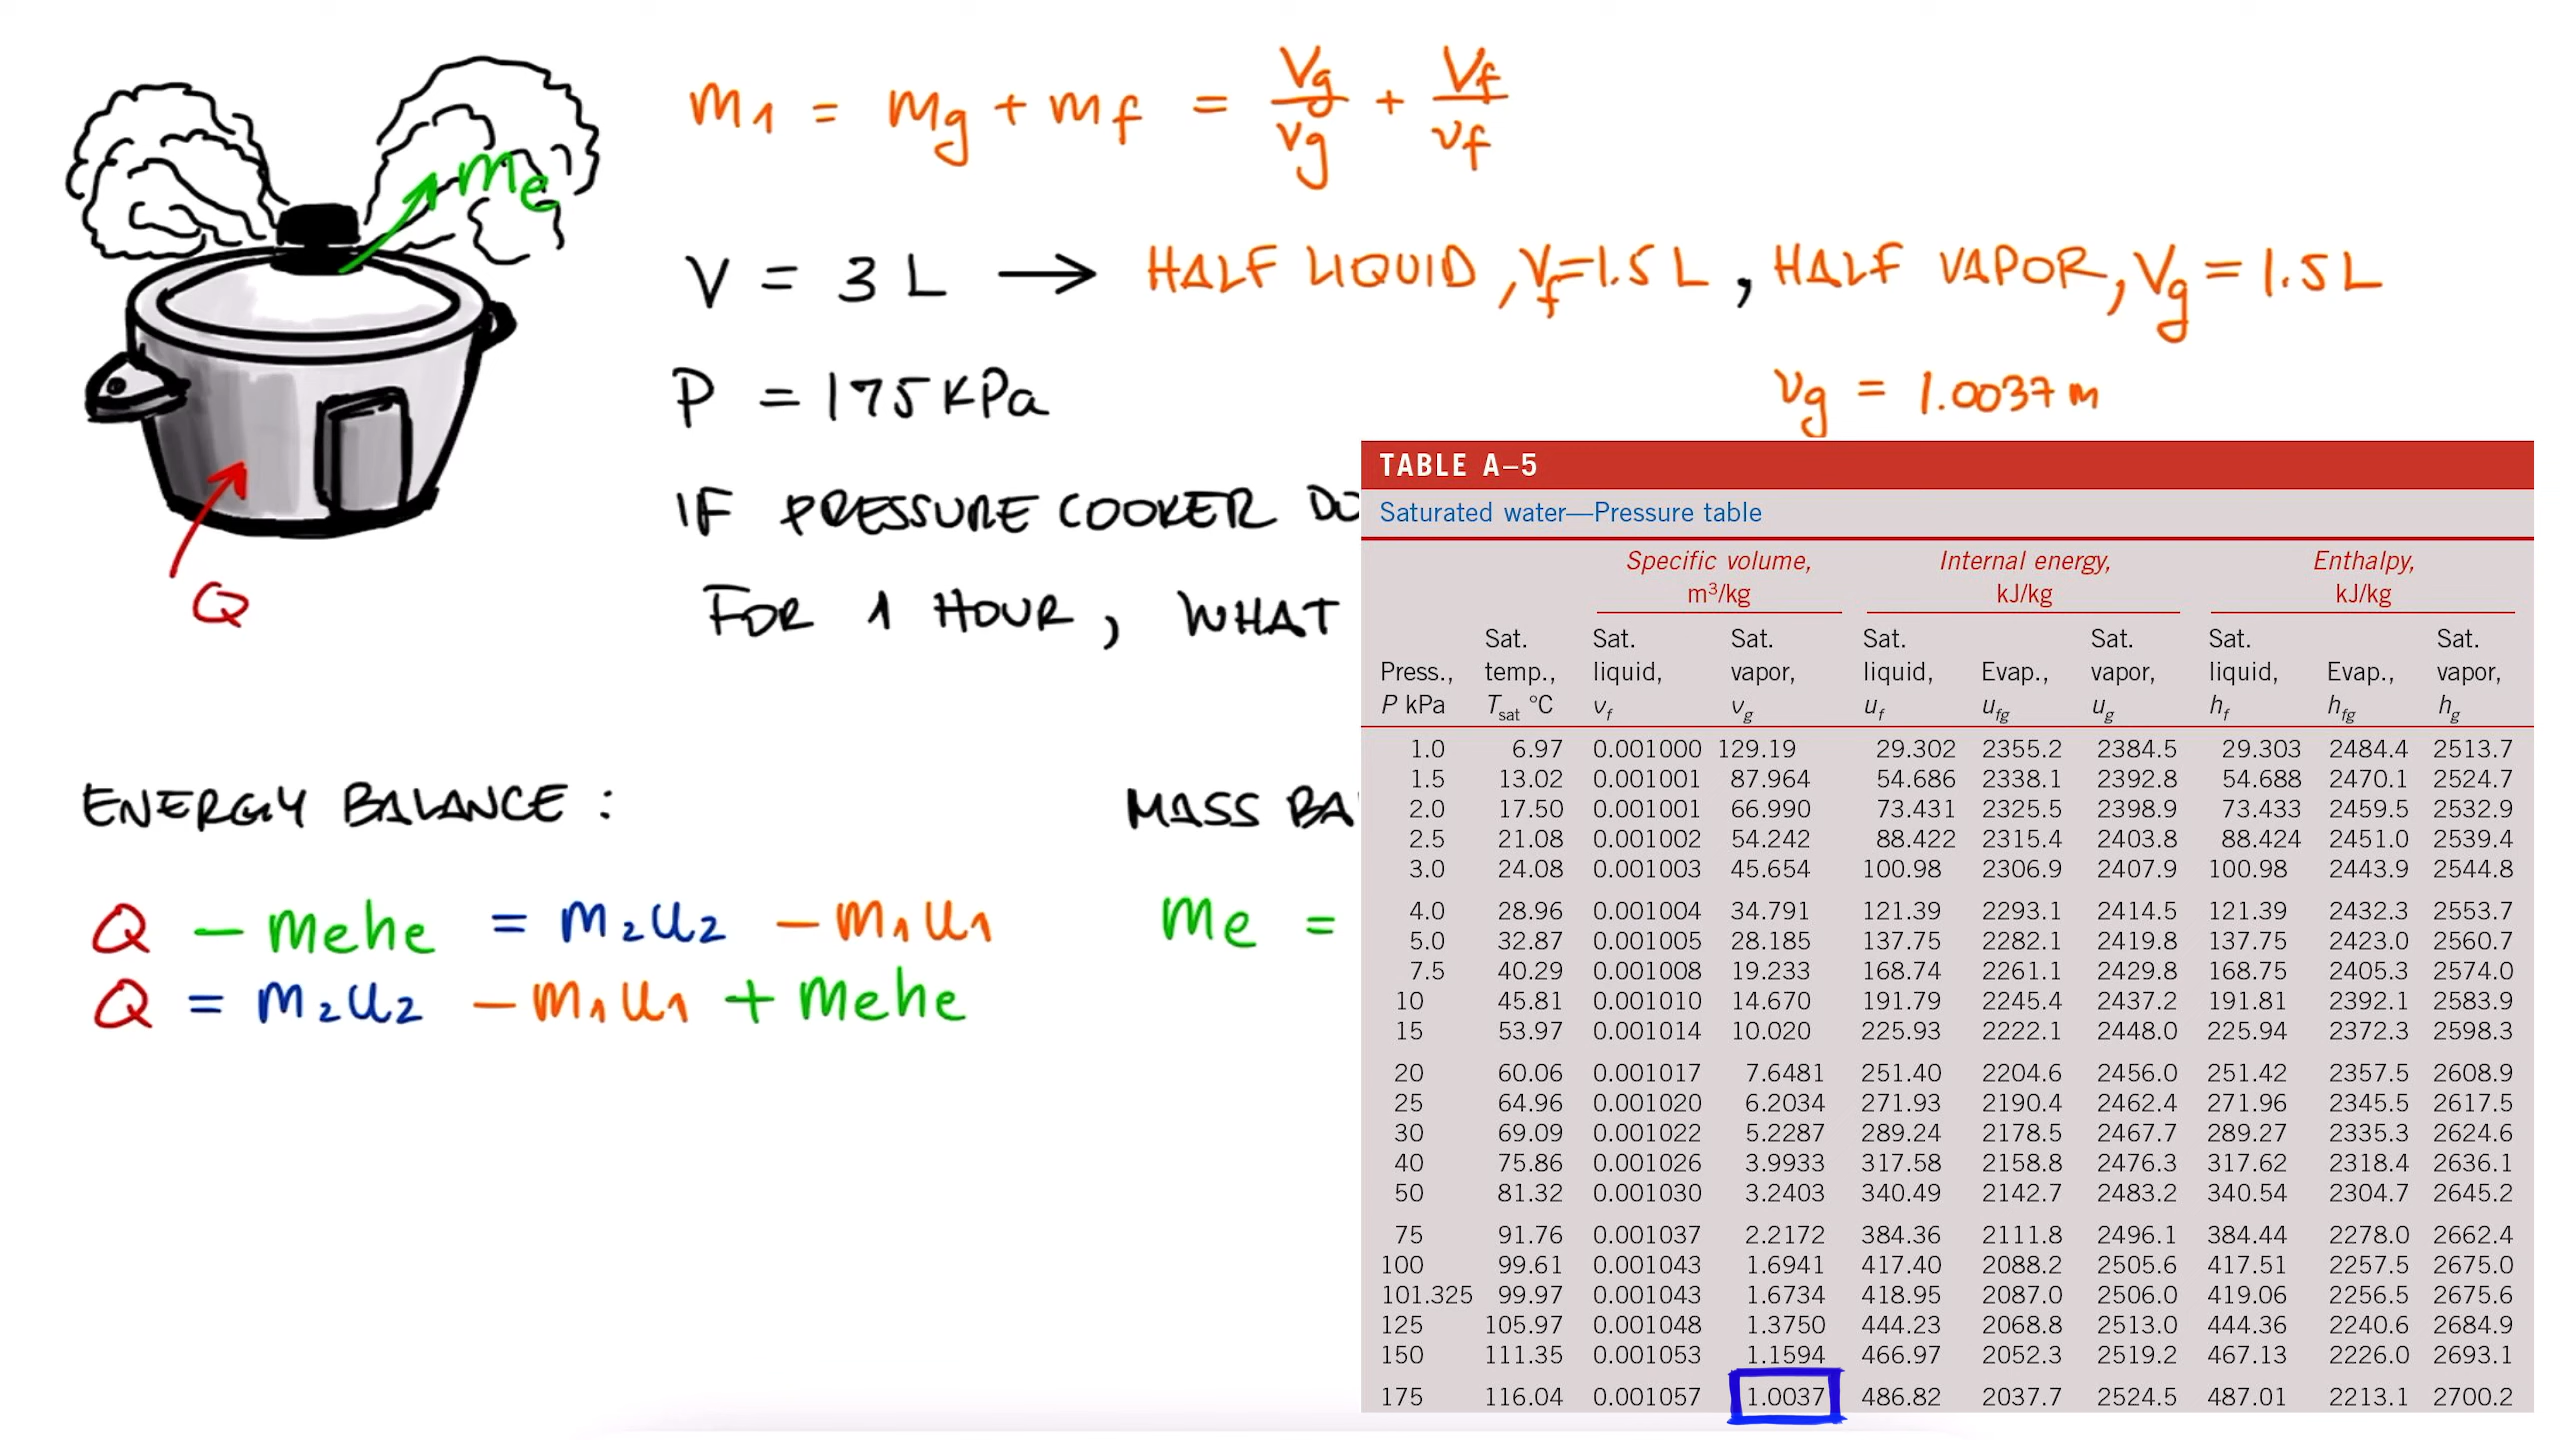 m1 = mg + mf = Vg/vg + Vf/vf
me
V = 3 L → HALF LIQUID, Vf=1.5 L, HALF VAPOR, Vg = 1.5 L
P = 175 kPa
vg = 1.0037 m
IF PRESSURE COOKER DO
FOR 1 HOUR, WHAT
Q
ENERGY BALANCE:
Q - mehe = m2u2 - m1u1
Q = m2u2 - m1u1 + mehe
MASS BA
me =
TABLE A–5
Saturated water—Pressure table
Specific volume, Internal energy, Enthalpy,
m³/kg kJ/kg kJ/kg
Sat. Sat. Sat. Sat. Sat. Sat. Sat.
Press., temp., liquid, vapor, liquid, Evap., vapor, liquid, Evap., vapor,
P kPa Tsat °C vf vg uf ufg ug hf hfg hg
1.0 6.97 0.001000 129.19 29.302 2355.2 2384.5 29.303 2484.4 2513.7
1.5 13.02 0.001001 87.964 54.686 2338.1 2392.8 54.688 2470.1 2524.7
2.0 17.50 0.001001 66.990 73.431 2325.5 2398.9 73.433 2459.5 2532.9
2.5 21.08 0.001002 54.242 88.422 2315.4 2403.8 88.424 2451.0 2539.4
3.0 24.08 0.001003 45.654 100.98 2306.9 2407.9 100.98 2443.9 2544.8
4.0 28.96 0.001004 34.791 121.39 2293.1 2414.5 121.39 2432.3 2553.7
5.0 32.87 0.001005 28.185 137.75 2282.1 2419.8 137.75 2423.0 2560.7
7.5 40.29 0.001008 19.233 168.74 2261.1 2429.8 168.75 2405.3 2574.0
10 45.81 0.001010 14.670 191.79 2245.4 2437.2 191.81 2392.1 2583.9
15 53.97 0.001014 10.020 225.93 2222.1 2448.0 225.94 2372.3 2598.3
20 60.06 0.001017 7.6481 251.40 2204.6 2456.0 251.42 2357.5 2608.9
25 64.96 0.001020 6.2034 271.93 2190.4 2462.4 271.96 2345.5 2617.5
30 69.09 0.001022 5.2287 289.24 2178.5 2467.7 289.27 2335.3 2624.6
40 75.86 0.001026 3.9933 317.58 2158.8 2476.3 317.62 2318.4 2636.1
50 81.32 0.001030 3.2403 340.49 2142.7 2483.2 340.54 2304.7 2645.2
75 91.76 0.001037 2.2172 384.36 2111.8 2496.1 384.44 2278.0 2662.4
100 99.61 0.001043 1.6941 417.40 2088.2 2505.6 417.51 2257.5 2675.0
101.325 99.97 0.001043 1.6734 418.95 2087.0 2506.0 419.06 2256.5 2675.6
125 105.97 0.001048 1.3750 444.23 2068.8 2513.0 444.36 2240.6 2684.9
150 111.35 0.001053 1.1594 466.97 2052.3 2519.2 467.13 2226.0 2693.1
175 116.04 0.001057 1.0037 486.82 2037.7 2524.5 487.01 2213.1 2700.2